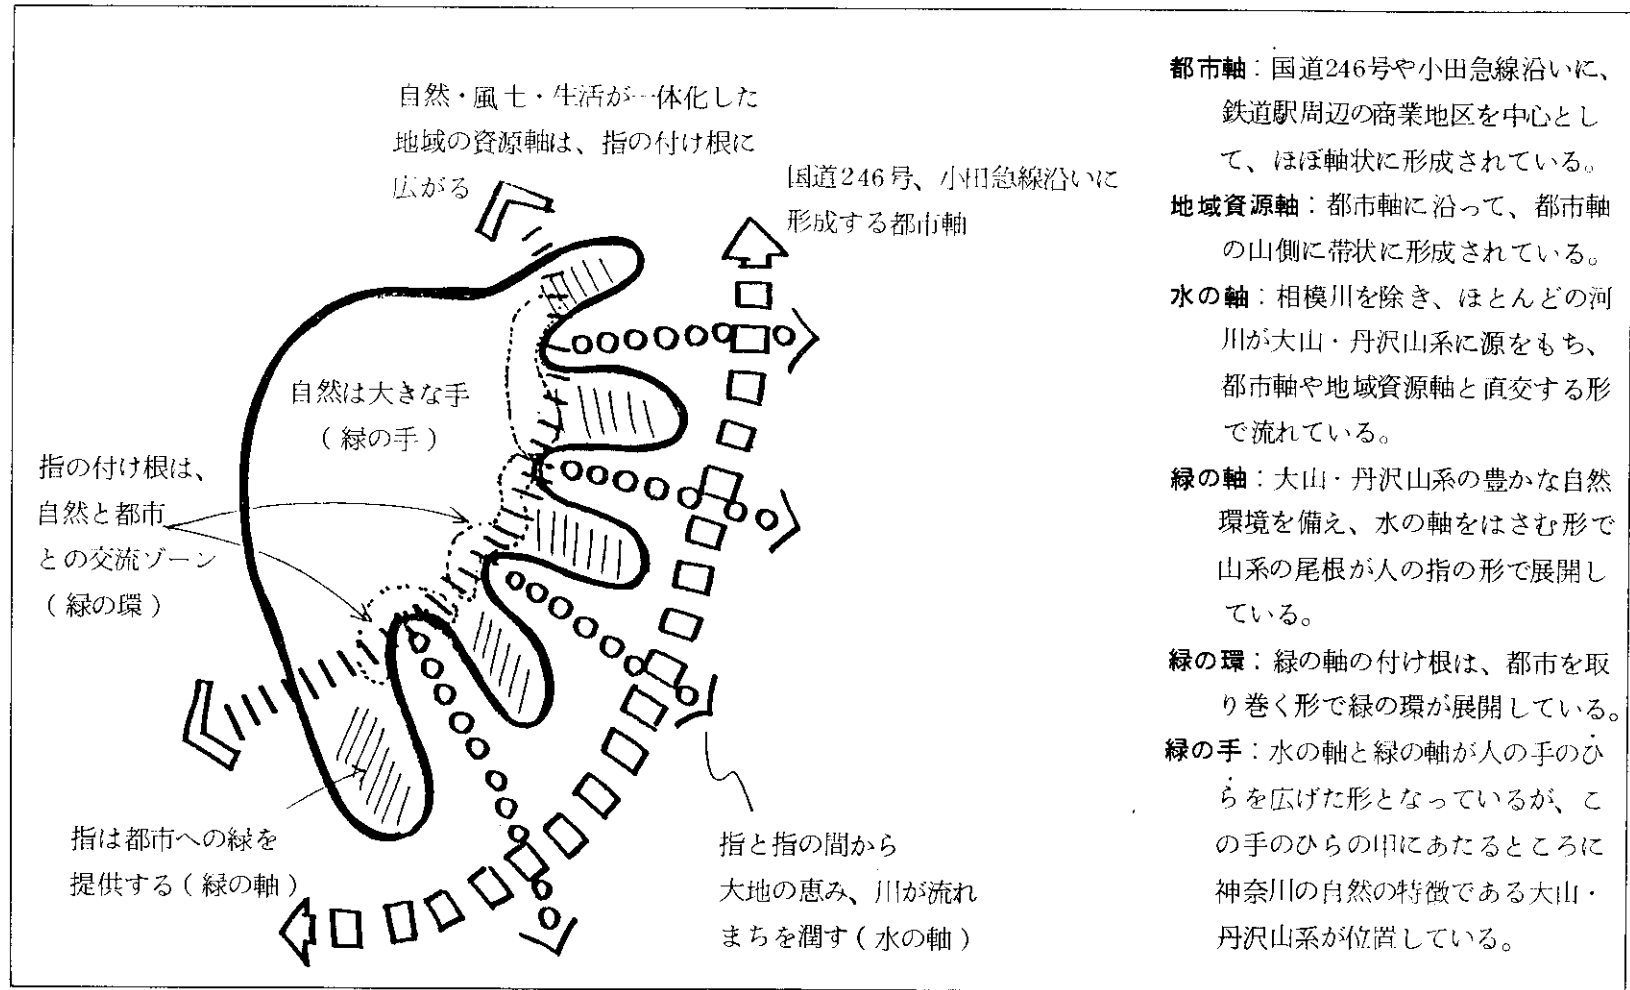 自然・風土・生活が一体化した
地域の資源軸は、指の付け根に
広がる
国道246号、小田急線沿いに
形成する都市軸
自然は大きな手
（緑の手）
指の付け根は、
自然と都市
との交流ゾーン
（緑の環）
指は都市への緑を
提供する（緑の軸）
指と指の間から
大地の恵み、川が流れ
まちを潤す（水の軸）
都市軸：国道246号や小田急線沿いに、
鉄道駅周辺の商業地区を中心とし
て、ほぼ軸状に形成されている。
地域資源軸：都市軸に沿って、都市軸
の山側に帯状に形成されている。
水の軸：相模川を除き、ほとんどの河
川が大山・丹沢山系に源をもち、
都市軸や地域資源軸と直交する形
で流れている。
緑の軸：大山・丹沢山系の豊かな自然
環境を備え、水の軸をはさむ形で
山系の尾根が人の指の形で展開し
ている。
緑の環：緑の軸の付け根は、都市を取
り巻く形で緑の環が展開している。
緑の手：水の軸と緑の軸が人の手のひ
らを広げた形となっているが、こ
の手のひらの甲にあたるところに
神奈川の自然の特徴である大山・
丹沢山系が位置している。